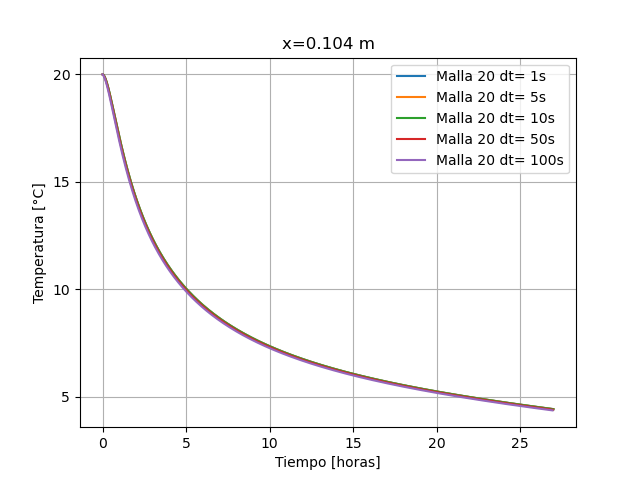 x=0.104 m
Malla 20 dt= 1s
Malla 20 dt= 5s
Malla 20 dt= 10s
Malla 20 dt= 50s
Malla 20 dt= 100s
Temperatura [°C]
20
15
10
5
0 5 10 15 20 25
Tiempo [horas]